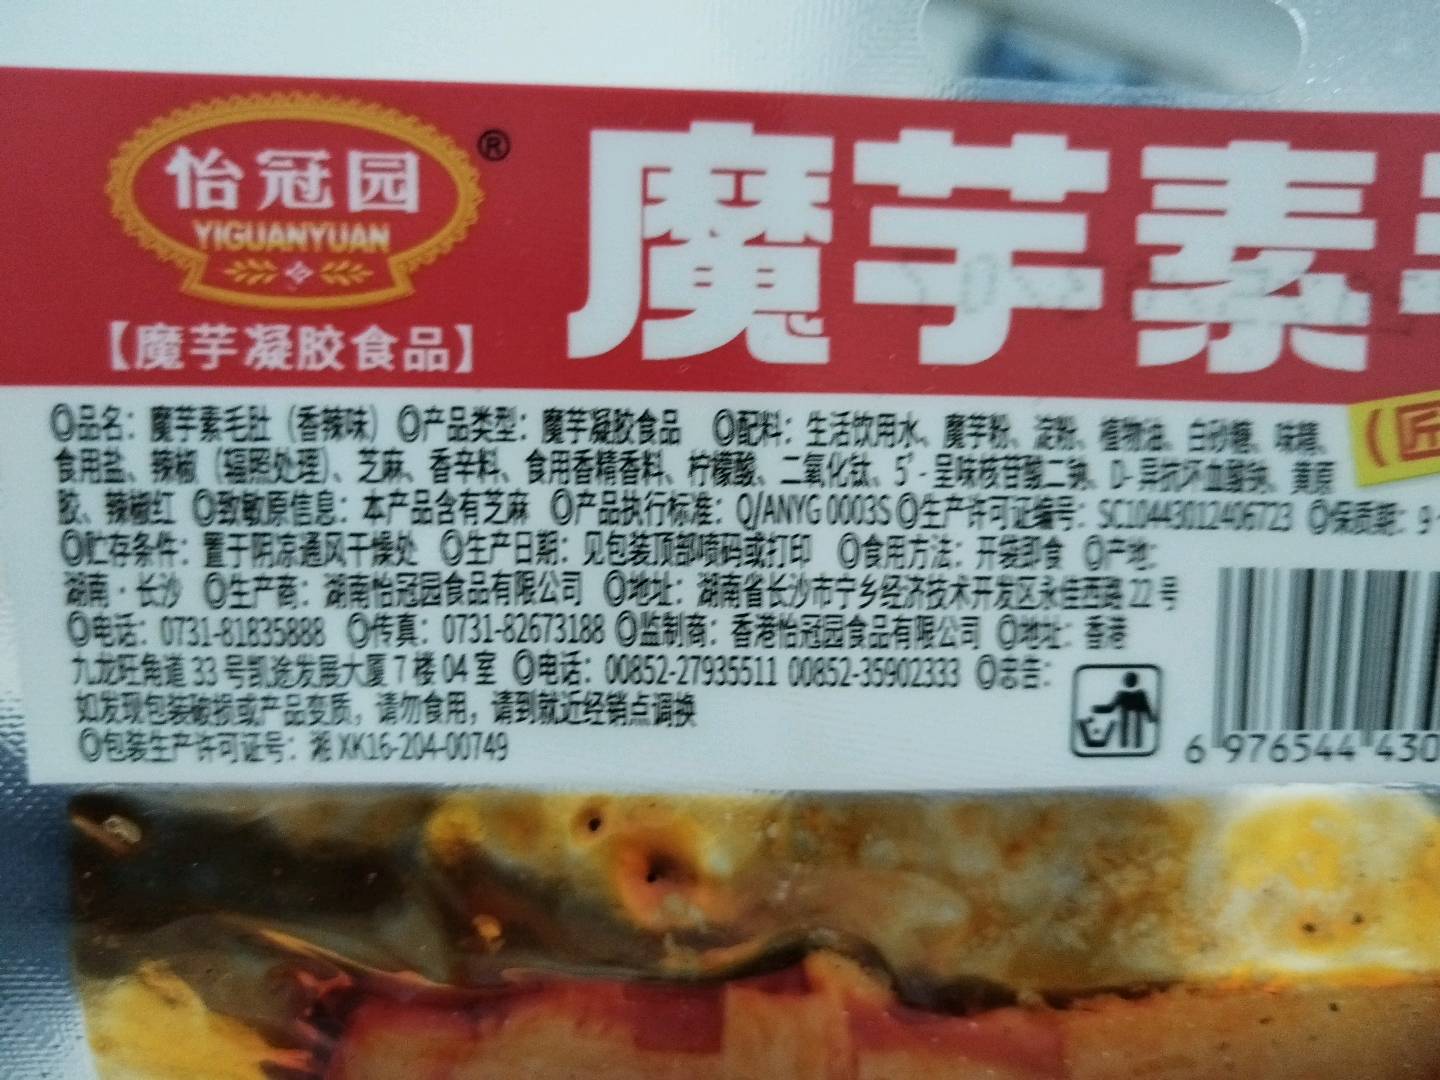 怡冠园
®
YIGUANYUAN
【魔芋凝胶食品】
魔芋素
◎品名：魔芋素毛肚（香辣味） ◎产品类型：魔芋凝胶食品 ◎配料：生活饮用水、魔芋粉、淀粉、植物油、白砂糖、味精、
食用盐、辣椒（辐照处理）、芝麻、香辛料、食用香精香料、柠檬酸、二氧化钛、5'-呈味核苷酸二钠、D-异抗坏血酸钠、黄原
胶、辣椒红 ◎致敏原信息：本产品含有芝麻 ◎产品执行标准：Q/ANYG 0003S ◎生产许可证编号：SC10443012406723 ◎保质期：9
◎贮存条件：置于阴凉通风干燥处 ◎生产日期：见包装顶部喷码或打印 ◎食用方法：开袋即食 ◎产地：
湖南·长沙 ◎生产商：湖南怡冠园食品有限公司 ◎地址：湖南省长沙市宁乡经济技术开发区永佳西路22号
◎电话：0731-81835888 ◎传真：0731-82673188 ◎监制商：香港怡冠园食品有限公司 ◎地址：香港
九龙旺角道33号凯途发展大厦7楼04室 ◎电话：00852-27935511 00852-35902333 ◎忠告：
如发现包装破损或产品变质，请勿食用，请到就近经销点调换
◎包装生产许可证号：湘XK16-204-00749
（匠
6 976544 430